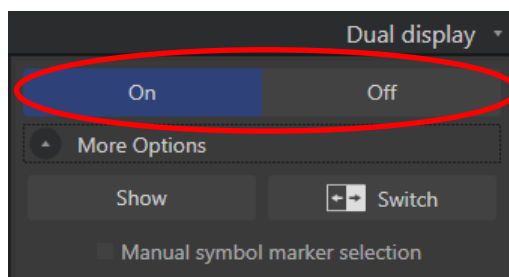 Dual display
On Off
More Options
Show Switch
Manual symbol marker selection